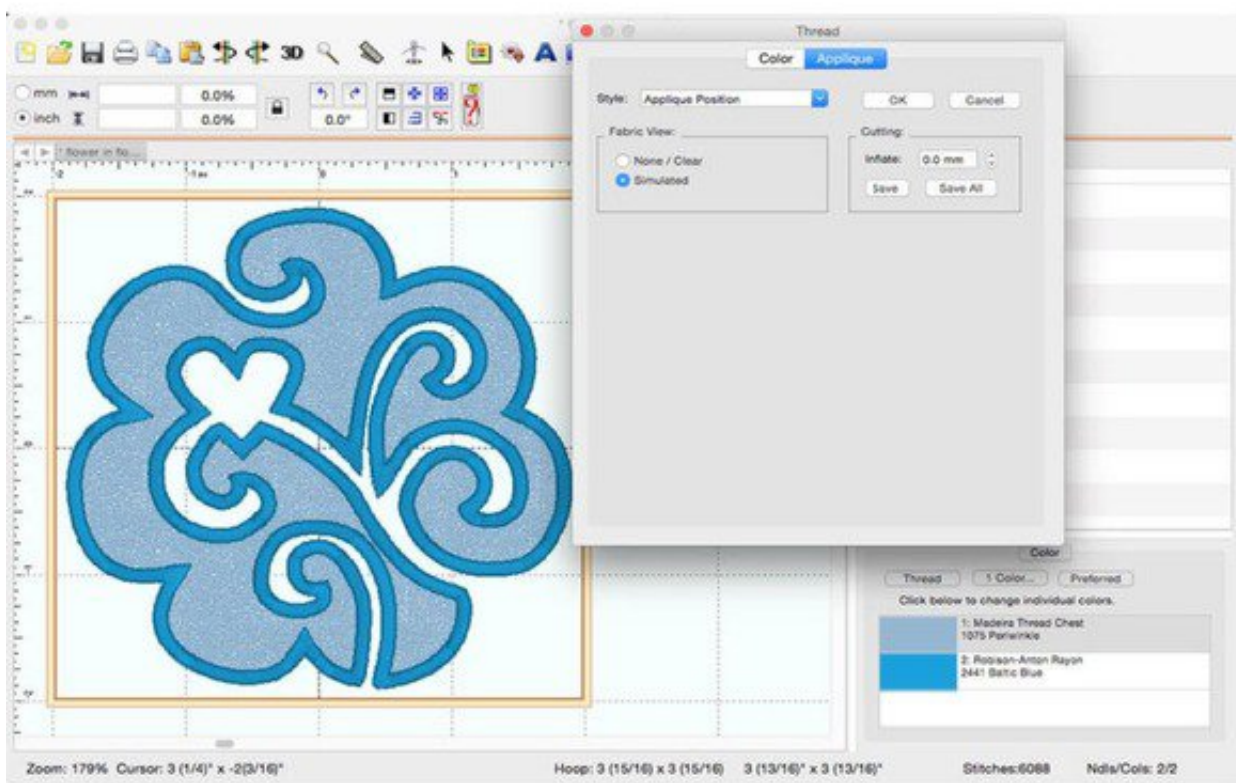 Thread
3D
A
Color Applique
mm 0.0%
inch 0.0% 0.0°
Style: Applique Position OK Cancel
Fabric View: Cutting:
None / Clear
Simulated
Inflate: 0.0 mm
Save Save All
* flower in flo...
Color
Thread 1 Color... Preferred
Click below to change individual colors.
1: Madeira Thread Chest
1075 Periwinkle
2: Robison-Anton Rayon
2441 Baltic Blue
Zoom: 179% Cursor: 3 (1/4)" x -2(3/16)" Hoop: 3 (15/16) x 3 (15/16) 3 (13/16)" x 3 (13/16)" Stitches:6088 Ndls/Cols: 2/2